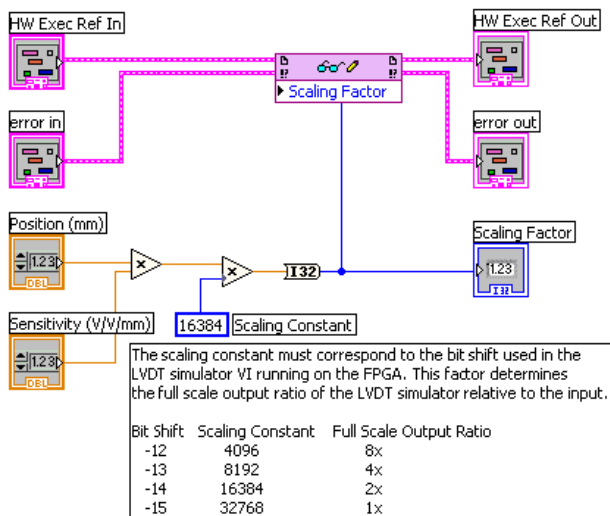 HW Exec Ref In
HW Exec Ref Out
Scaling Factor
error in
error out
Position (mm)
1.23
DBL
Scaling Factor
1.23
I32
I32
Sensitivity (V/V/mm)
1.23
DBL
16384 Scaling Constant
The scaling constant must correspond to the bit shift used in the
LVDT simulator VI running on the FPGA. This factor determines
the full scale output ratio of the LVDT simulator relative to the input.
Bit Shift Scaling Constant Full Scale Output Ratio
-12 4096 8x
-13 8192 4x
-14 16384 2x
-15 32768 1x